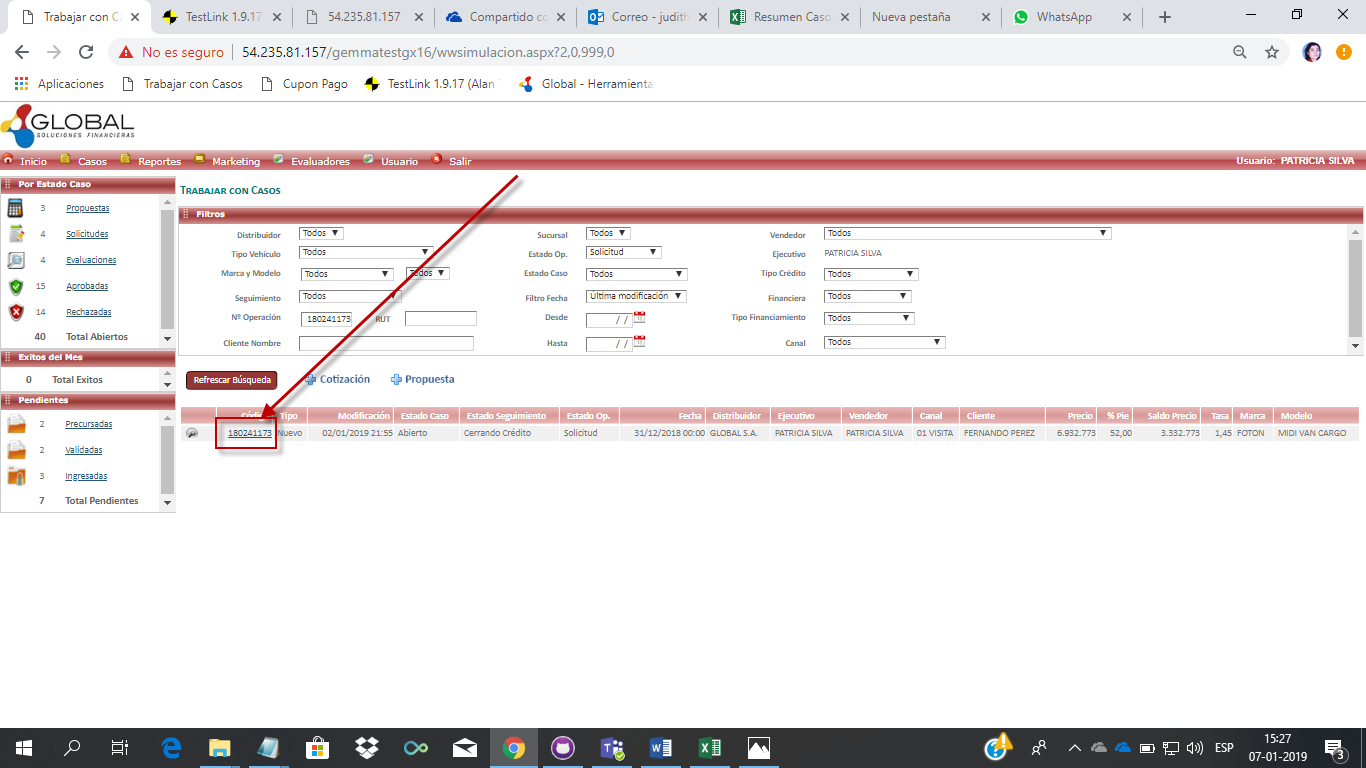 Trabajar con C
TestLink 1.9.17
54.235.81.157
Compartido co
Correo - judith
Resumen Caso
Nueva pestaña
WhatsApp
No es seguro | 54.235.81.157/gemmatestgx16/wwsimulacion.aspx?2,0,999,0
Aplicaciones Trabajar con Casos Cupon Pago TestLink 1.9.17 (Alan Global - Herramienta
GLOBAL
SOLUCIONES FINANCIERAS
Inicio Casos Reportes Marketing Evaluadores Usuario Salir Usuario: PATRICIA SILVA
Por Estado Caso
3 Propuestas
4 Solicitudes
4 Evaluaciones
15 Aprobadas
14 Rechazadas
40 Total Abiertos
Exitos del Mes
0 Total Exitos
Pendientes
2 Precursadas
2 Validadas
3 Ingresadas
7 Total Pendientes
TRABAJAR CON CASOS
Filtros
Distribuidor Todos Sucursal Todos Vendedor Todos
Tipo Vehículo Todos Estado Op. Solicitud Ejecutivo PATRICIA SILVA
Marca y Modelo Todos Todos Estado Caso Todos Tipo Crédito Todos
Seguimiento Todos Filtro Fecha Última modificación Financiera Todos
Nº Operación 180241173 RUT Desde / / Tipo Financiamiento Todos
Cliente Nombre Hasta / / Canal Todos
Refrescar Búsqueda Cotización Propuesta
Código Tipo Modificación Estado Caso Estado Seguimiento Estado Op. Fecha Distribuidor Ejecutivo Vendedor Canal Cliente Precio % Pie Saldo Precio Tasa Marca Modelo
180241173 Nuevo 02/01/2019 21:55 Abierto Cerrando Crédito Solicitud 31/12/2018 00:00 GLOBAL S.A. PATRICIA SILVA PATRICIA SILVA 01 VISITA FERNANDO PEREZ 6.932.773 52,00 3.332.773 1,45 FOTON MIDI VAN CARGO
ESP
15:27
07-01-2019
3